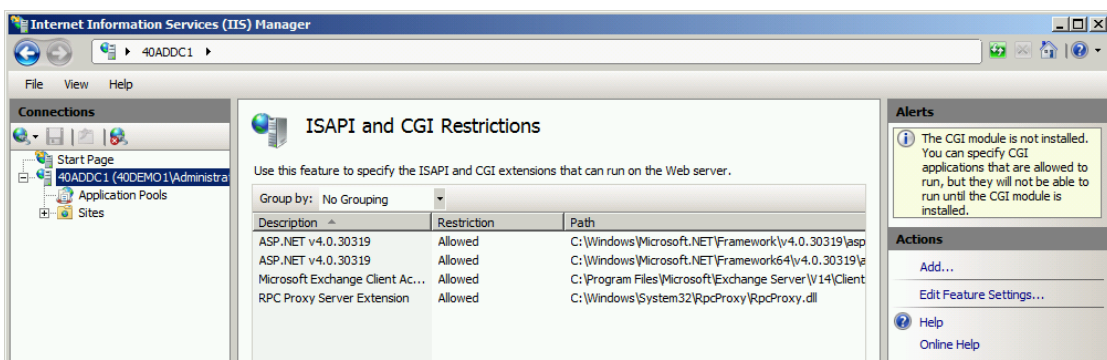 Internet Information Services (IIS) Manager
40ADDC1
File View Help
Connections
Start Page
40ADDC1 (40DEMO1\Administra
Application Pools
Sites
ISAPI and CGI Restrictions
Use this feature to specify the ISAPI and CGI extensions that can run on the Web server.
Group by: No Grouping
Description Restriction Path
ASP.NET v4.0.30319 Allowed C:\Windows\Microsoft.NET\Framework\v4.0.30319\asp
ASP.NET v4.0.30319 Allowed C:\Windows\Microsoft.NET\Framework64\v4.0.30319\a
Microsoft Exchange Client Ac... Allowed C:\Program Files\Microsoft\Exchange Server\V14\Client
RPC Proxy Server Extension Allowed C:\Windows\System32\RpcProxy\RpcProxy.dll
Alerts
The CGI module is not installed.
You can specify CGI
applications that are allowed to
run, but they will not be able to
run until the CGI module is
installed.
Actions
Add...
Edit Feature Settings...
Help
Online Help